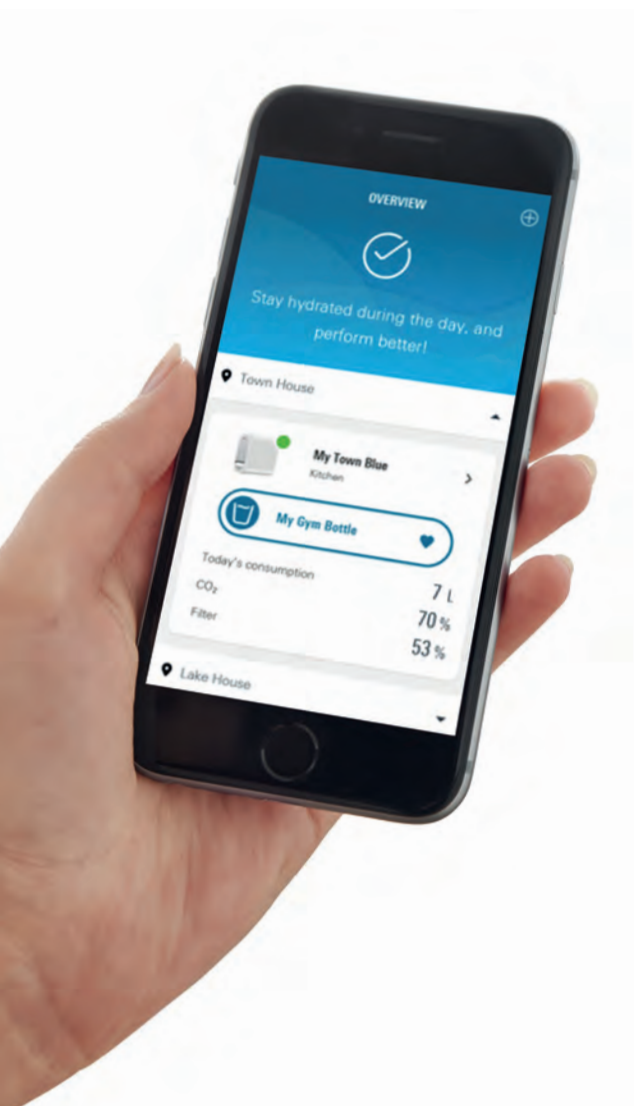 OVERVIEW
Stay hydrated during the day, and
perform better!
Town House
My Town Blue
Kitchen
My Gym Bottle
Today's consumption 7 L
CO₂ 70 %
Filter 53 %
Lake House